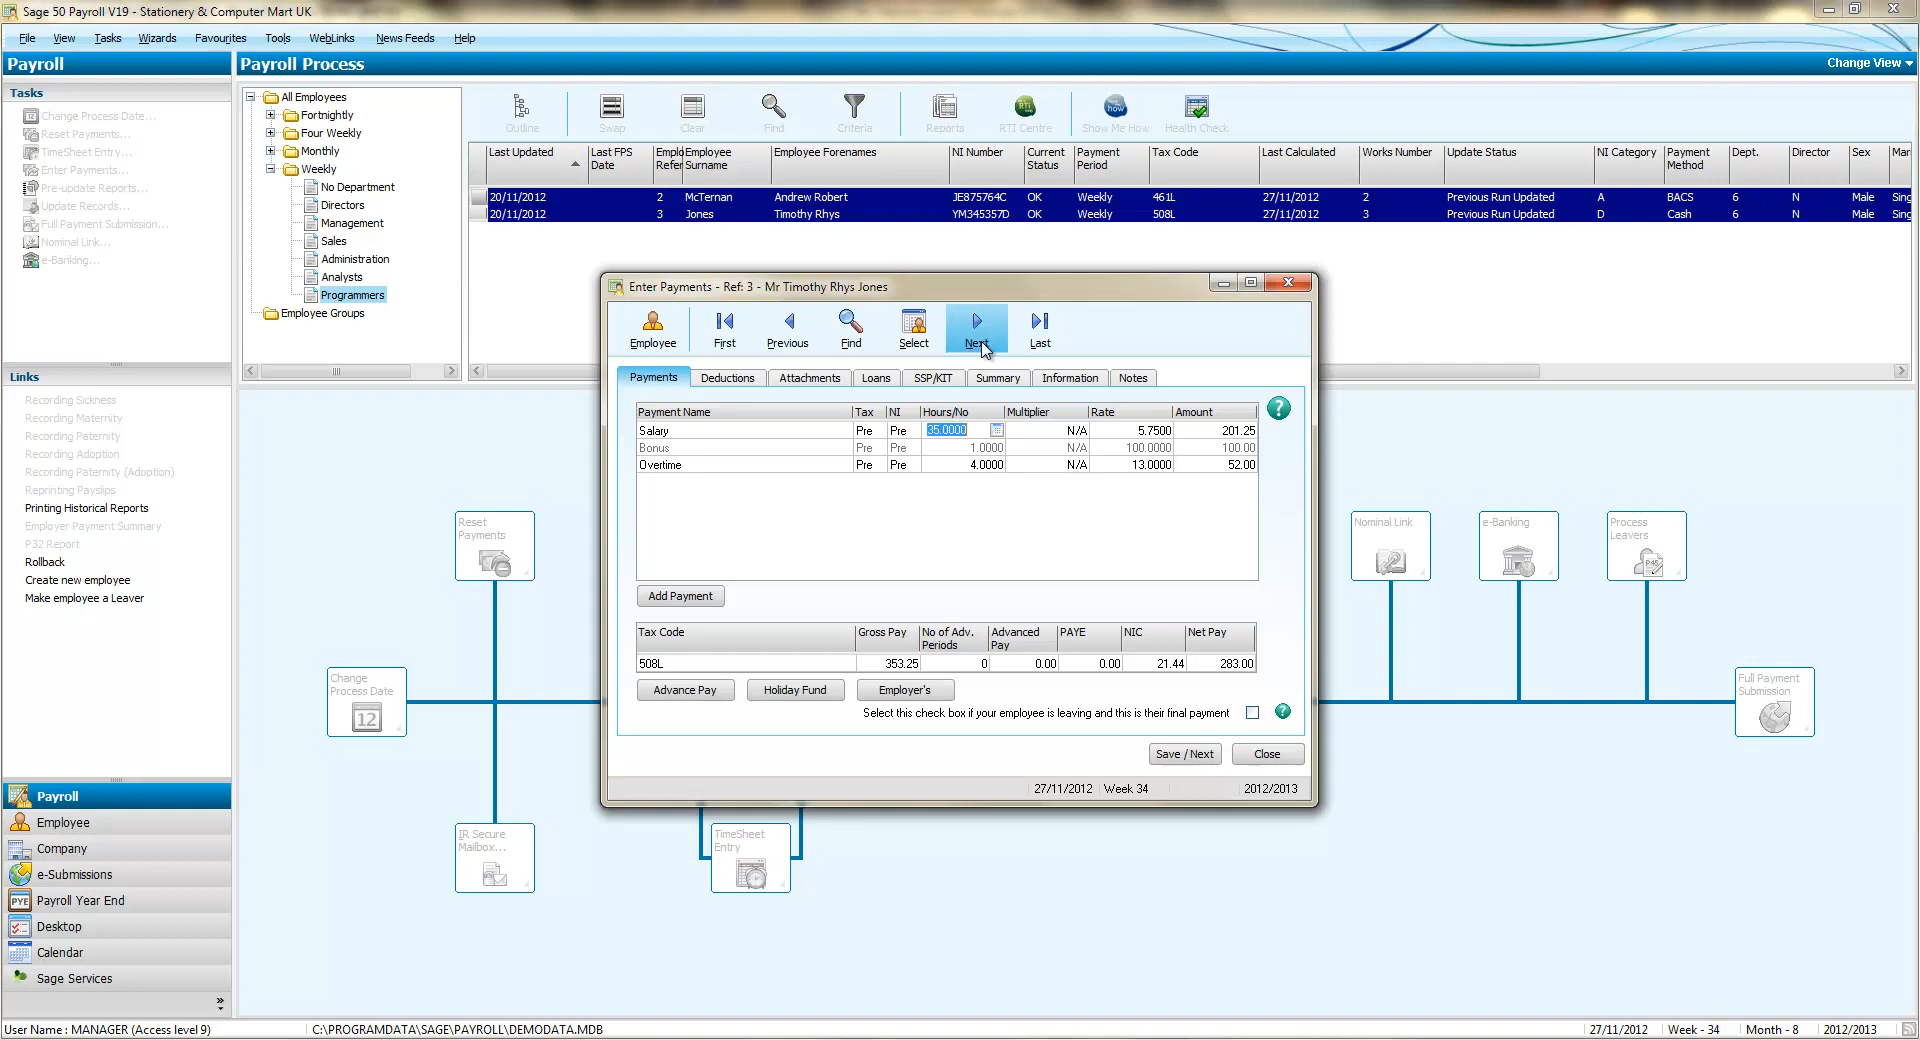 Sage 50 Payroll V19 - Stationery & Computer Mart UK
File View Tasks Wizards Favourites Tools WebLinks News Feeds Help
Payroll
Payroll Process
Change View
Tasks
Change Process Date...
Reset Payments...
TimeSheet Entry...
Enter Payments...
Pre-update Reports...
Update Records...
Full Payment Submission...
Nominal Link...
e-Banking...
All Employees
Fortnightly
Four Weekly
Monthly
Weekly
No Department
Directors
Management
Sales
Administration
Analysts
Programmers
Employee Groups
Outline Swap Clear Find Criteria Reports RTI Centre Show Me How Health Check
Last Updated Last FPS Date Emplo Refer Employee Surname Employee Forenames NI Number Current Status Payment Period Tax Code Last Calculated Works Number Update Status NI Category Payment Method Dept. Director Sex Mar
20/11/2012 2 McTernan Andrew Robert JE875764C OK Weekly 461L 27/11/2012 2 Previous Run Updated A BACS 6 N Male Sing
20/11/2012 3 Jones Timothy Rhys YM345357D OK Weekly 508L 27/11/2012 3 Previous Run Updated D Cash 6 N Male Sing
Links
Recording Sickness
Recording Maternity
Recording Paternity
Recording Adoption
Recording Paternity (Adoption)
Reprinting Payslips
Printing Historical Reports
Employer Payment Summary
P32 Report
Rollback
Create new employee
Make employee a Leaver
Enter Payments - Ref: 3 - Mr Timothy Rhys Jones
Employee First Previous Find Select Next Last
Payments Deductions Attachments Loans SSP/KIT Summary Information Notes
Payment Name Tax NI Hours/No Multiplier Rate Amount
Salary Pre Pre 35.0000 N/A 5.7500 201.25
Bonus Pre Pre 1.0000 N/A 100.0000 100.00
Overtime Pre Pre 4.0000 N/A 13.0000 52.00
?
Add Payment
Tax Code Gross Pay No of Adv. Periods Advanced Pay PAYE NIC Net Pay
508L 353.25 0 0.00 0.00 21.44 283.00
Advance Pay Holiday Fund Employer's
Select this check box if your employee is leaving and this is their final payment ?
Save / Next Close
27/11/2012 Week 34 2012/2013
Reset Payments
Change Process Date
12
IR Secure Mailbox...
TimeSheet Entry
Nominal Link
e-Banking
Process Leavers
P45
Full Payment Submission
Payroll
Employee
Company
e-Submissions
PYE Payroll Year End
Desktop
Calendar
Sage Services
User Name : MANAGER (Access level 9) C:\PROGRAMDATA\SAGE\PAYROLL\DEMODATA.MDB 27/11/2012 Week - 34 Month - 8 2012/2013